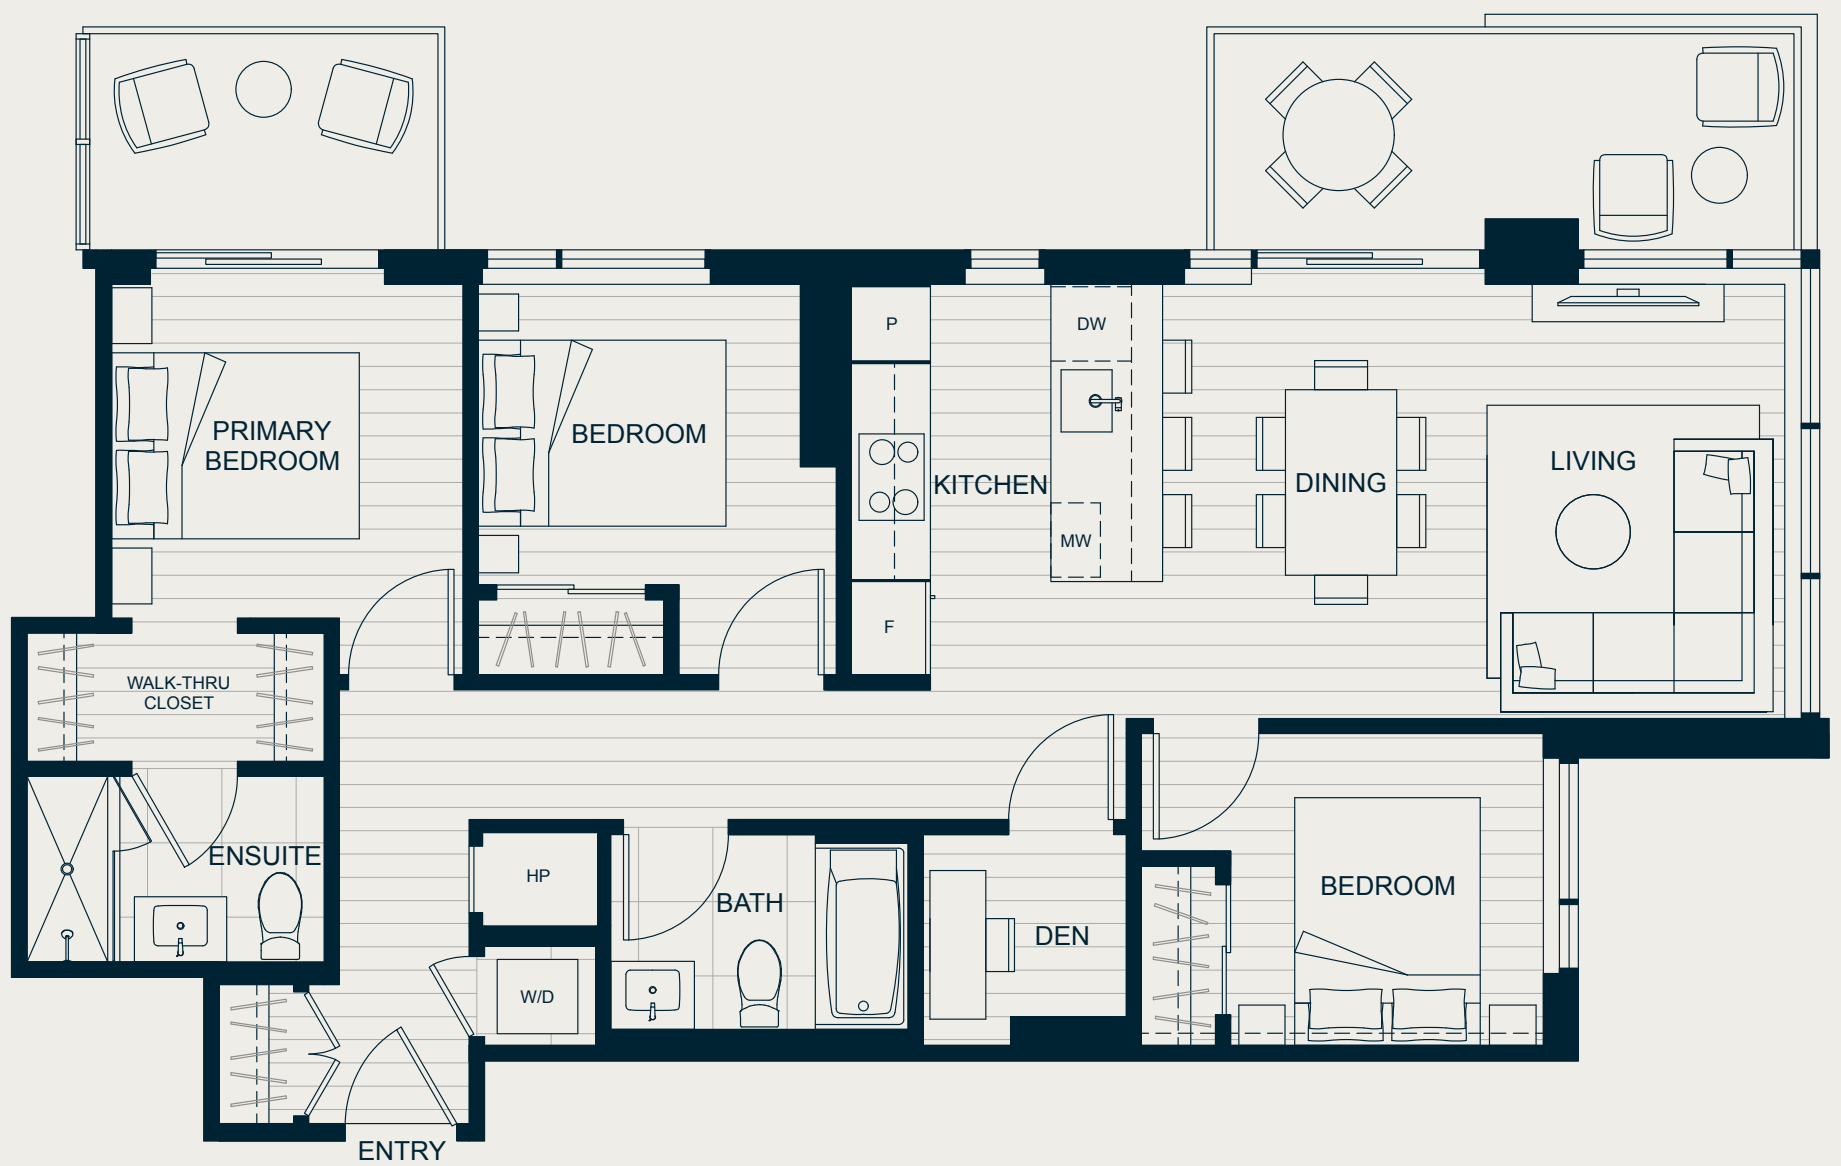 P
DW
PRIMARY
BEDROOM
BEDROOM
KITCHEN
DINING
LIVING
MW
F
WALK-THRU
CLOSET
ENSUITE
HP
BATH
DEN
BEDROOM
W/D
ENTRY